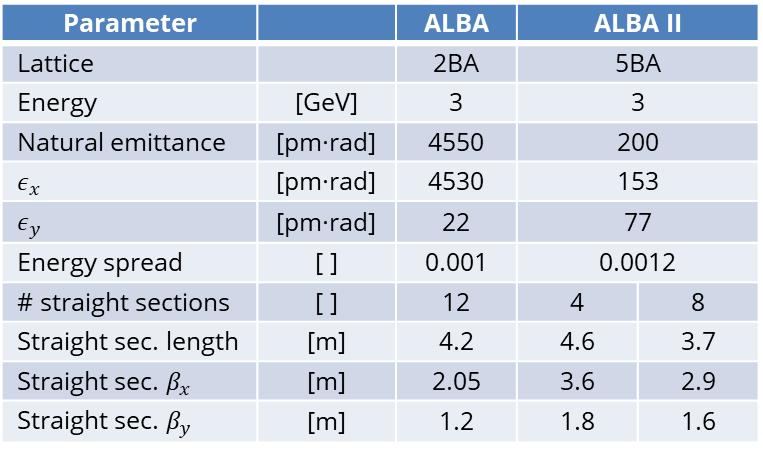 Parameter ALBA ALBA II
Lattice 2BA 5BA
Energy [GeV] 3 3
Natural emittance [pm·rad] 4550 200
ϵx [pm·rad] 4530 153
ϵy [pm·rad] 22 77
Energy spread [ ] 0.001 0.0012
# straight sections [ ] 12 4 8
Straight sec. length [m] 4.2 4.6 3.7
Straight sec. βx [m] 2.05 3.6 2.9
Straight sec. βy [m] 1.2 1.8 1.6